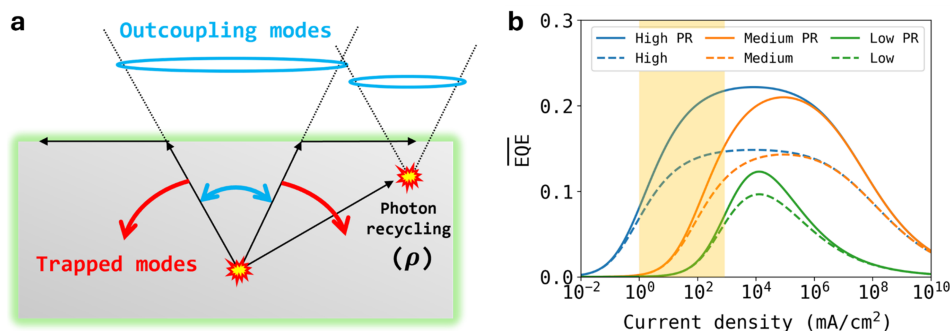 a
Outcoupling modes
Trapped modes
Photon
recycling
(ρ)
b
High PR
Medium PR
Low PR
High
Medium
Low
EQE
0.3
0.2
0.1
0.0
10⁻²
10⁰
10²
10⁴
10⁶
10⁸
10¹⁰
Current density (mA/cm²)